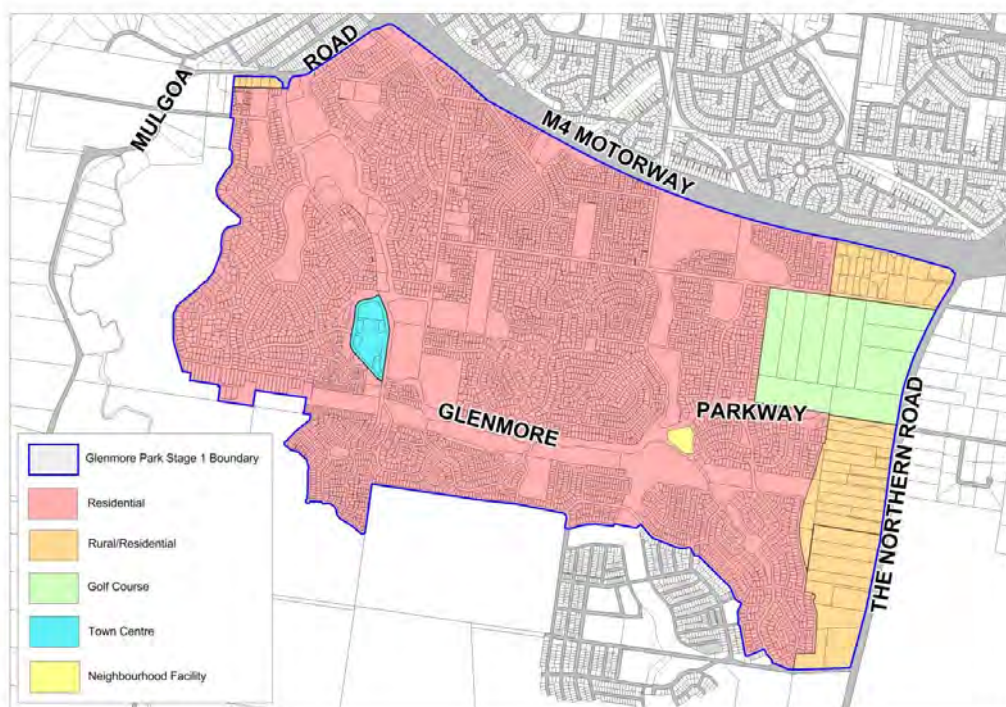 MULGOA
ROAD
M4 MOTORWAY
GLENMORE
PARKWAY
THE NORTHERN ROAD
Glenmore Park Stage 1 Boundary
Residential
Rural/Residential
Golf Course
Town Centre
Neighbourhood Facility